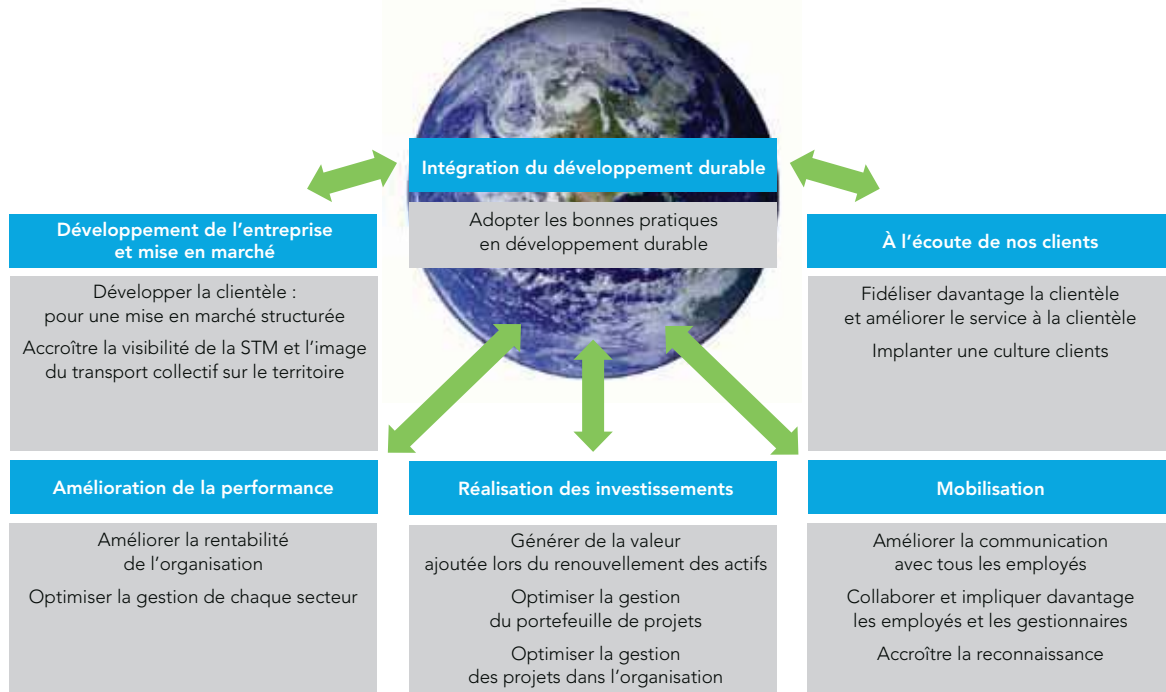 Intégration du développement durable
Adopter les bonnes pratiques
en développement durable
Développement de l'entreprise
et mise en marché
Développer la clientèle :
pour une mise en marché structurée
Accroître la visibilité de la STM et l'image
du transport collectif sur le territoire
À l'écoute de nos clients
Fidéliser davantage la clientèle
et améliorer le service à la clientèle
Implanter une culture clients
Amélioration de la performance
Améliorer la rentabilité
de l'organisation
Optimiser la gestion de chaque secteur
Réalisation des investissements
Générer de la valeur
ajoutée lors du renouvellement des actifs
Optimiser la gestion
du portefeuille de projets
Optimiser la gestion
des projets dans l'organisation
Mobilisation
Améliorer la communication
avec tous les employés
Collaborer et impliquer davantage
les employés et les gestionnaires
Accroître la reconnaissance